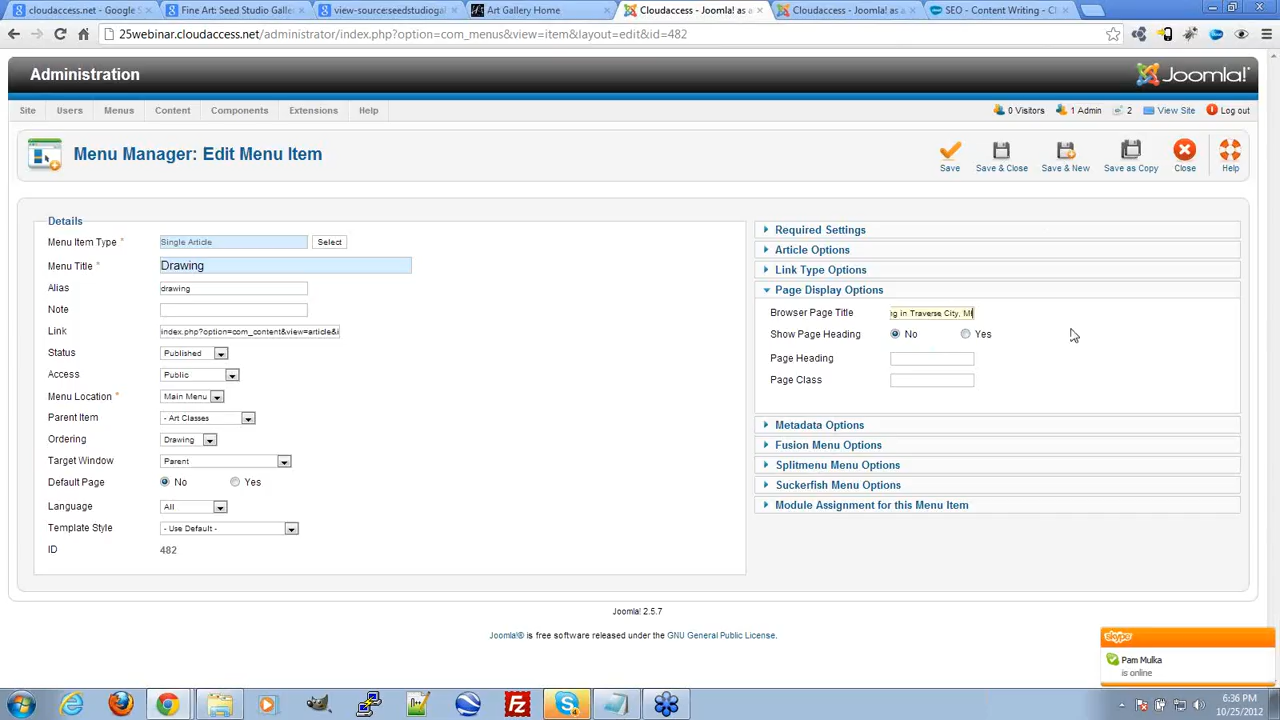 cloudaccess.net - Google S
Fine Art: Seed Studio Galle
view-source:seedstudiogal
Art Gallery Home
Cloudaccess - Joomla! as a
Cloudaccess - Joomla! as a
SEO - Content Writing - Cl
25webinar.cloudaccess.net/administrator/index.php?option=com_menus&view=item&layout=edit&id=482
Administration
Joomla!
Site Users Menus Content Components Extensions Help
0 Visitors 1 Admin 2 View Site Log out
Menu Manager: Edit Menu Item
Save Save & Close Save & New Save as Copy Close Help
Details
Menu Item Type * Single Article Select
Menu Title * Drawing
Alias drawing
Note
Link index.php?option=com_content&view=article&i
Status Published
Access Public
Menu Location * Main Menu
Parent Item - Art Classes
Ordering Drawing
Target Window Parent
Default Page No Yes
Language All
Template Style - Use Default -
ID 482
Required Settings
Article Options
Link Type Options
Page Display Options
Browser Page Title g in Traverse City, MI
Show Page Heading No Yes
Page Heading
Page Class
Metadata Options
Fusion Menu Options
Splitmenu Menu Options
Suckerfish Menu Options
Module Assignment for this Menu Item
Joomla! 2.5.7
Joomla!® is free software released under the GNU General Public License.
skype
Pam Mulka
is online
6:36 PM
10/25/2012